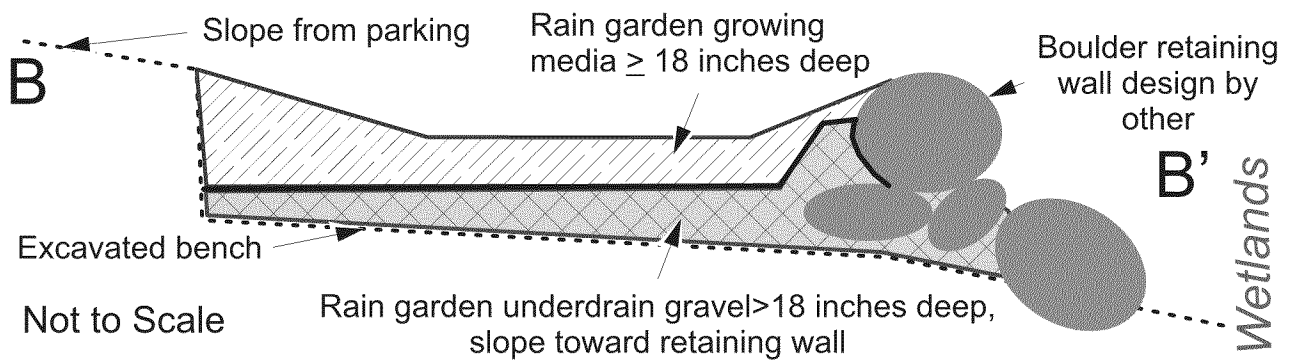 Slope from parking
Rain garden growing
media ≥ 18 inches deep
Boulder retaining
wall design by
other
B
B’
Wetlands
Excavated bench
Not to Scale
Rain garden underdrain gravel>18 inches deep,
slope toward retaining wall